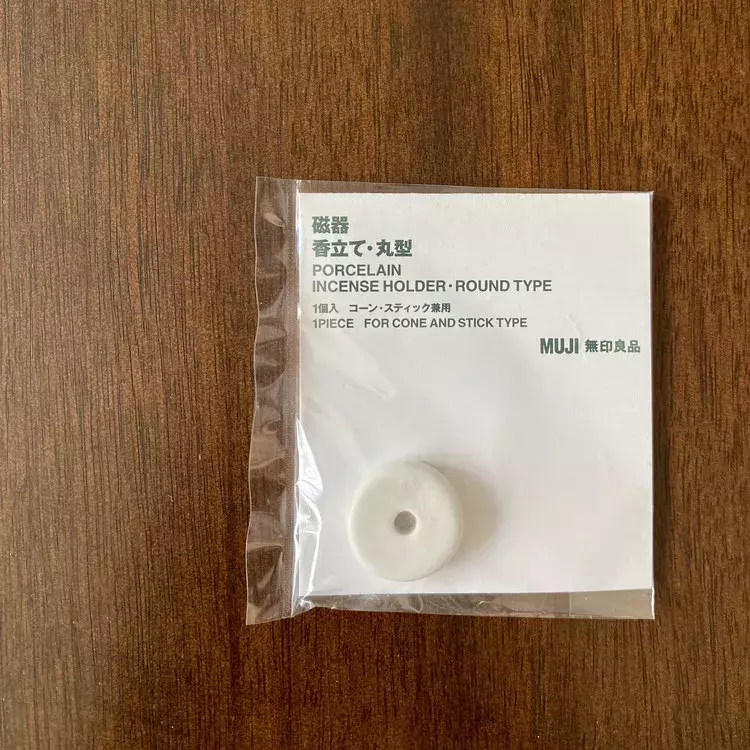 磁器
香立て・丸型
PORCELAIN
INCENSE HOLDER・ROUND TYPE
1個入　コーン・スティック兼用
1PIECE　FOR CONE AND STICK TYPE
MUJI 無印良品